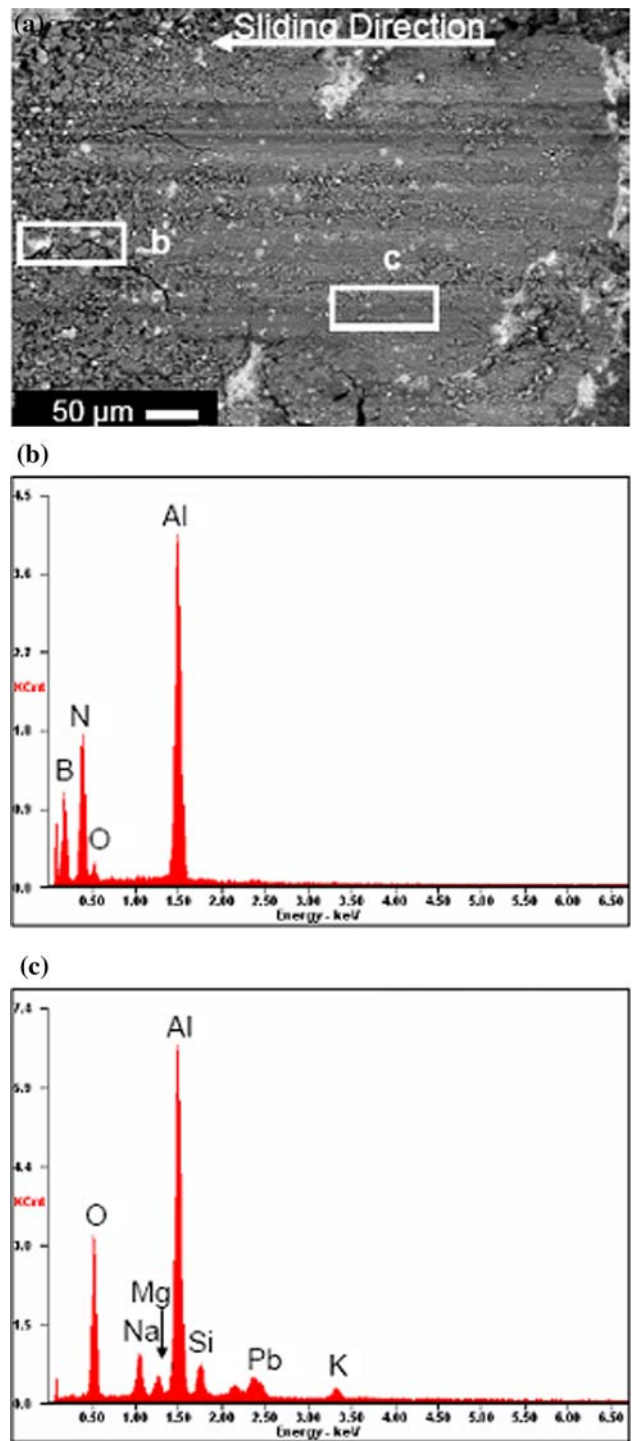 (a) Sliding Direction
b
c
50 µm
(b)
4.5
3.6
2.7
KCnt
1.8
0.9
0.0
Al
N
B
O
0.50 1.00 1.50 2.00 2.50 3.00 3.50 4.00 4.50 5.00 5.50 6.00 6.50
Energy - keV
(c)
7.4
5.9
4.4
KCnt
3.0
1.5
0.0
Al
O
Mg
Na
Si
Pb
K
0.50 1.00 1.50 2.00 2.50 3.00 3.50 4.00 4.50 5.00 5.50 6.00 6.50
Energy - keV